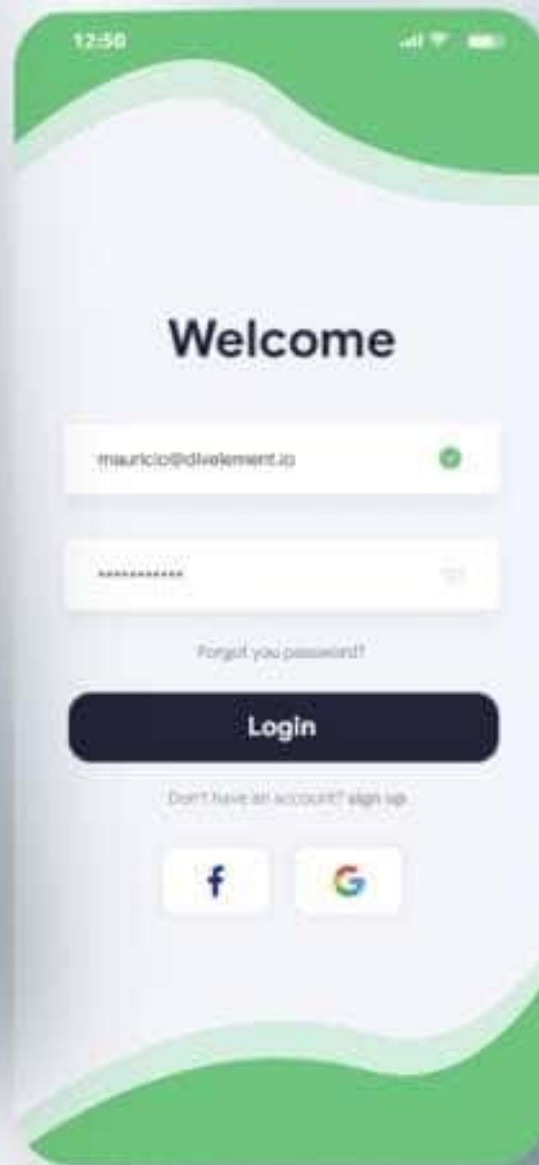 12:50
Welcome
mauricio@divelement.io
•••••••••••
Forgot you password?
Login
Don't have an account? sign up
f
G